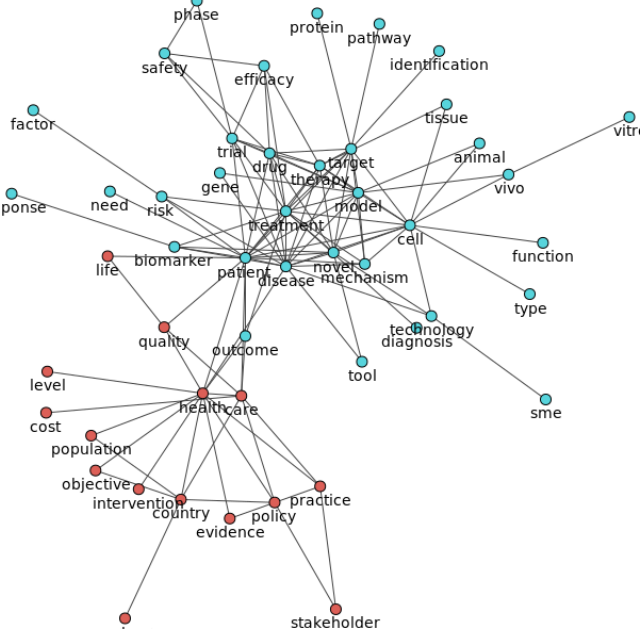 phase
protein
pathway
safety
efficacy
identification
factor
tissue
trial
drug
target
therapy
animal
vitr
gene
vivo
ponse
need
risk
model
treatment
cell
life
biomarker
patient
disease
novel
mechanism
function
type
quality
outcome
technology
diagnosis
tool
level
health
care
sme
cost
population
objective
intervention
country
evidence
policy
practice
stakeholder